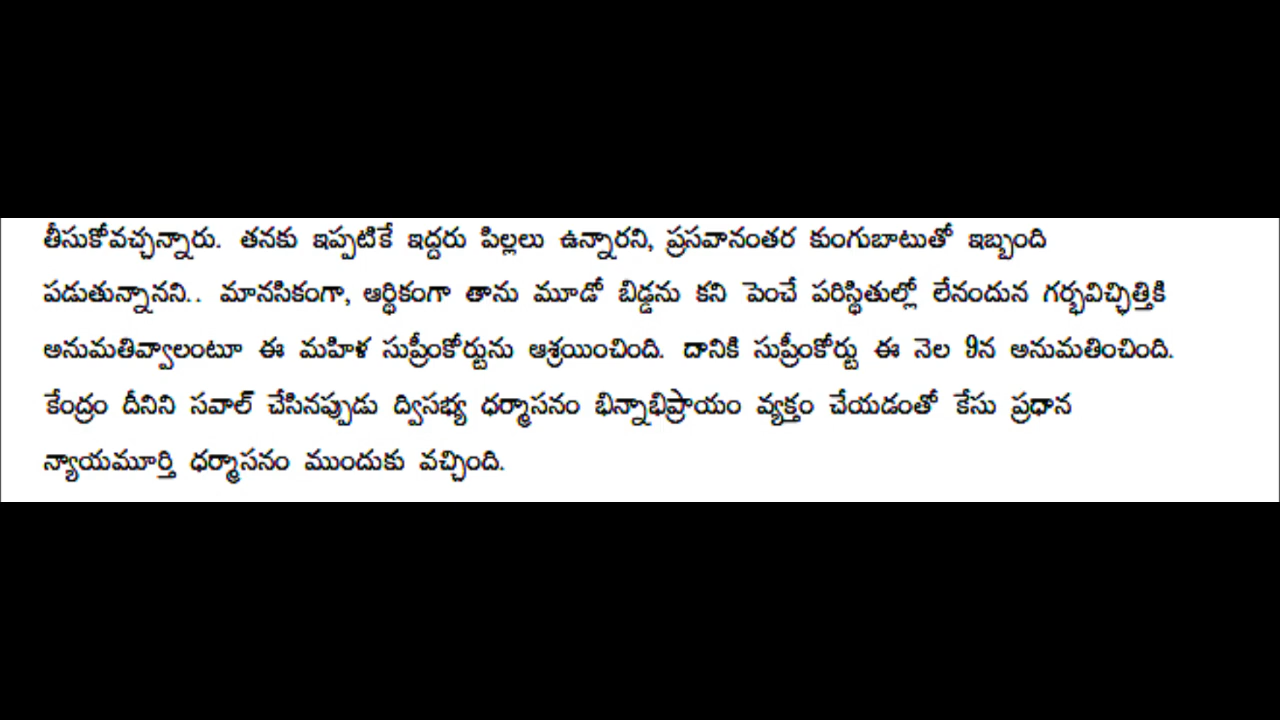 తీసుకోవచ్చన్నారు. తనకు ఇప్పటికే ఇద్దరు పిల్లలు ఉన్నారని, ప్రసవానంతర కుంగుబాటుతో ఇబ్బంది
పడుతున్నానని.. మానసికంగా, ఆర్థికంగా తాను మూడో బిడ్డను కని పెంచే పరిస్థితుల్లో లేనందున గర్భవిచ్ఛిత్తికి
అనుమతివ్వాలంటూ ఈ మహిళ సుప్రీంకోర్టును ఆశ్రయించింది. దానికి సుప్రీంకోర్టు ఈ నెల 9న అనుమతించింది.
కేంద్రం దీనిని సవాల్ చేసినప్పుడు ద్విసభ్య ధర్మాసనం భిన్నాభిప్రాయం వ్యక్తం చేయడంతో కేసు ప్రధాన
న్యాయమూర్తి ధర్మాసనం ముందుకు వచ్చింది.